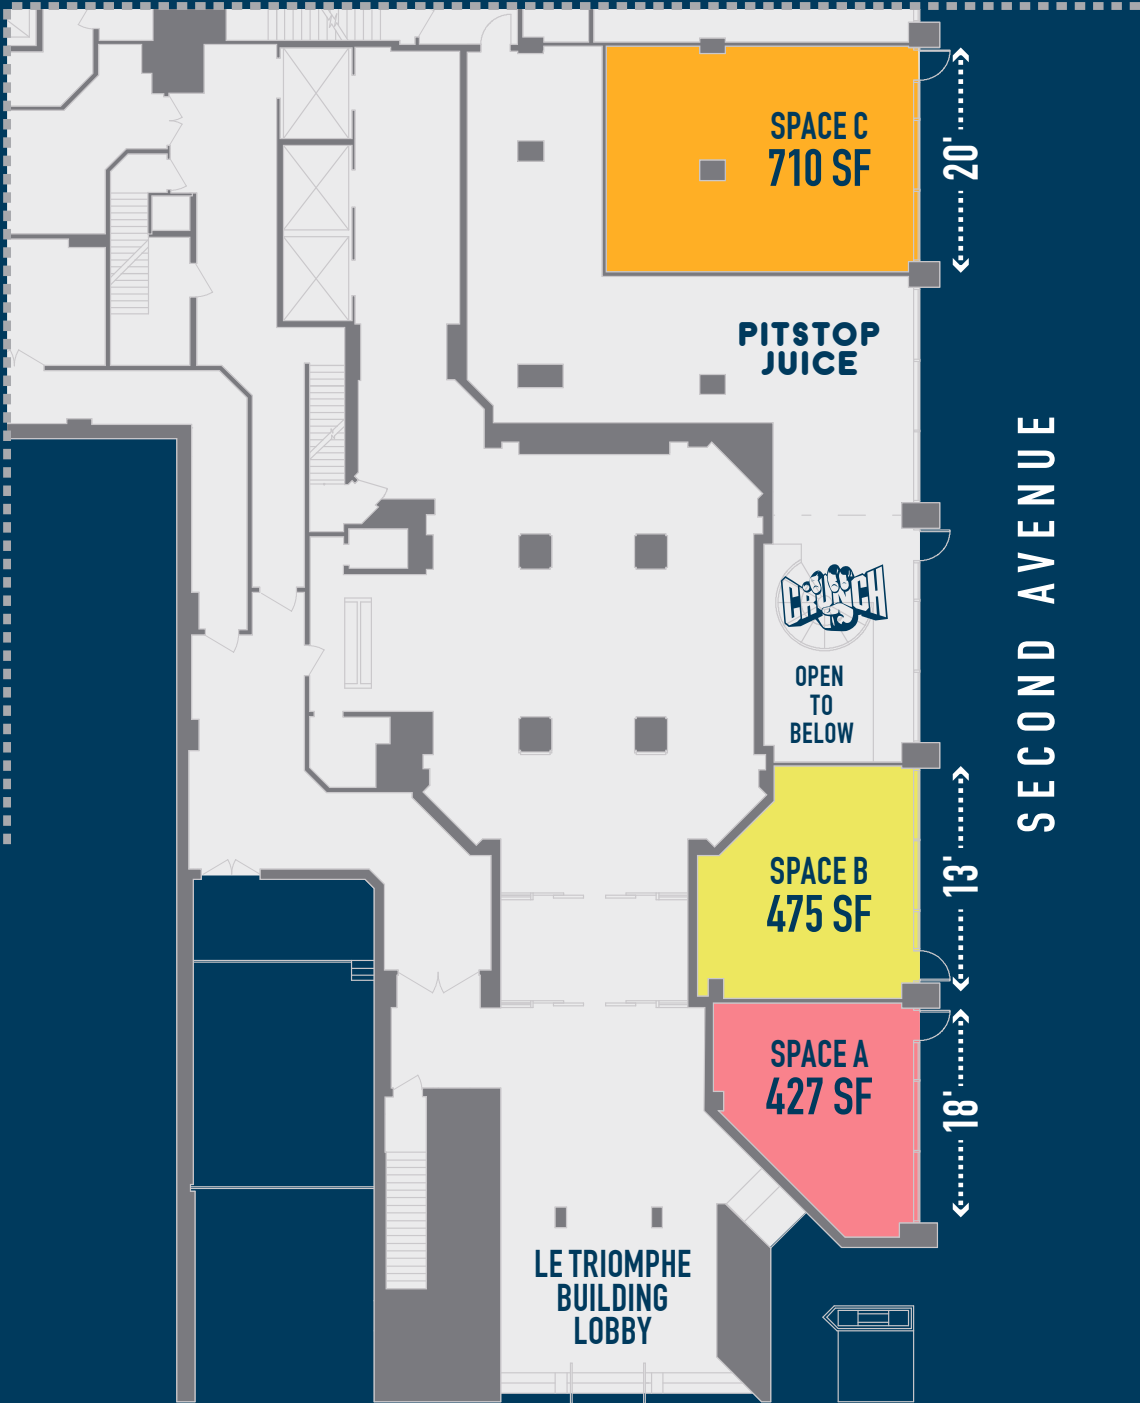 SPACE C
710 SF
20'
PITSTOP
JUICE
SECOND AVENUE
CRUNCH
OPEN
TO
BELOW
SPACE B
475 SF
13'
SPACE A
427 SF
18'
LE TRIOMPHE
BUILDING
LOBBY